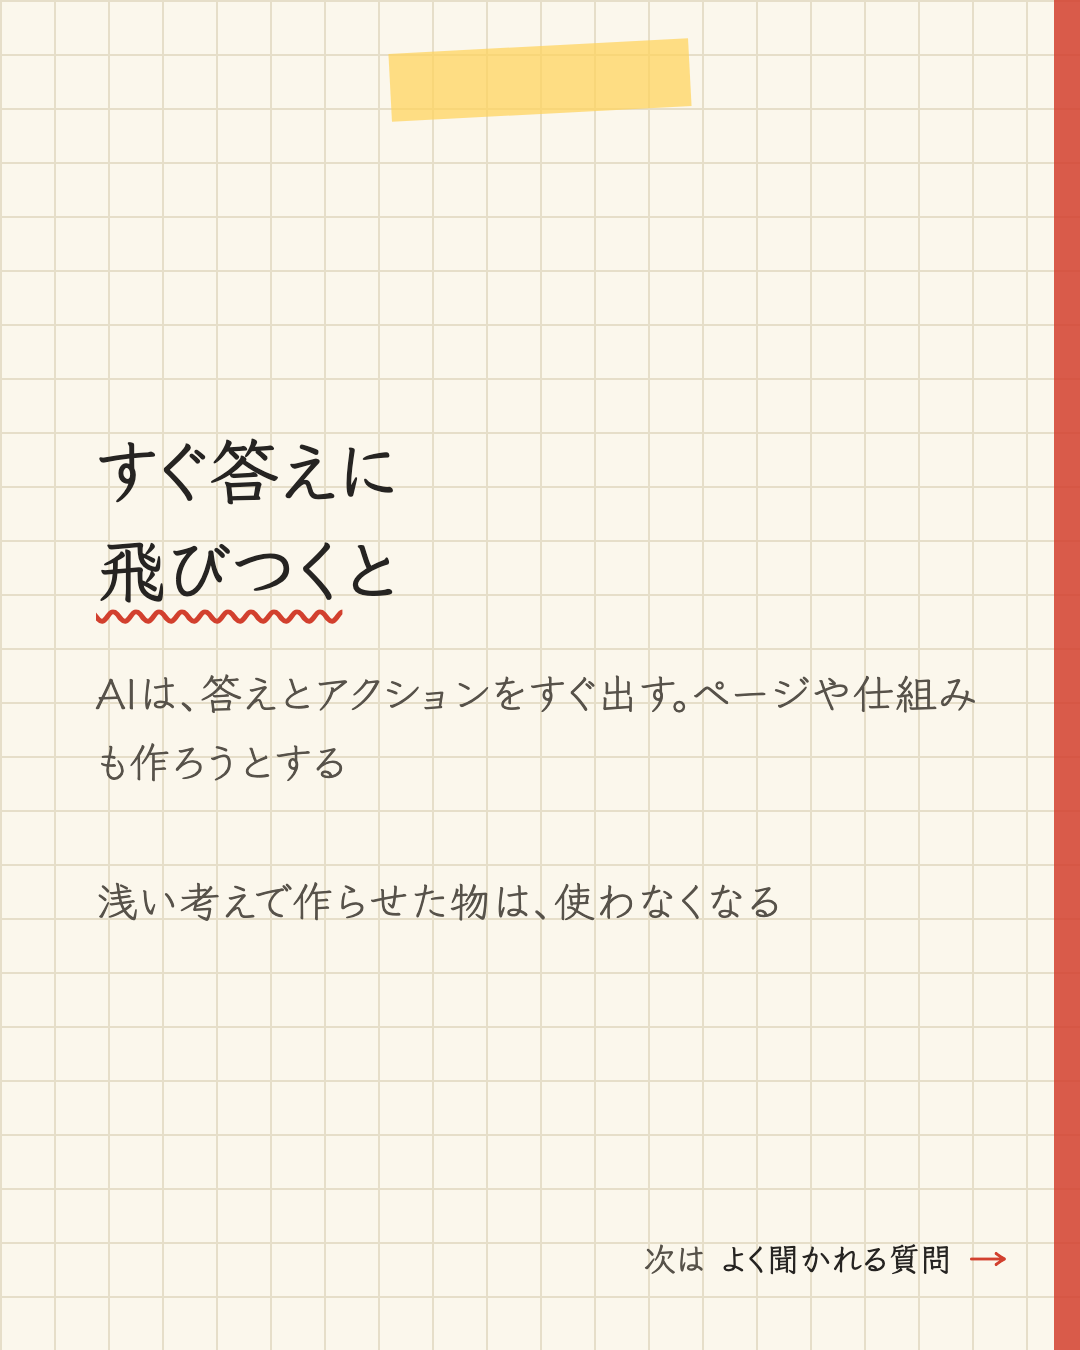 すぐ答えに
飛びつくと
AIは、答えとアクションをすぐ出す。ページや仕組み
も作ろうとする
浅い考えで作らせた物は、使わなくなる
次は よく聞かれる質問 →